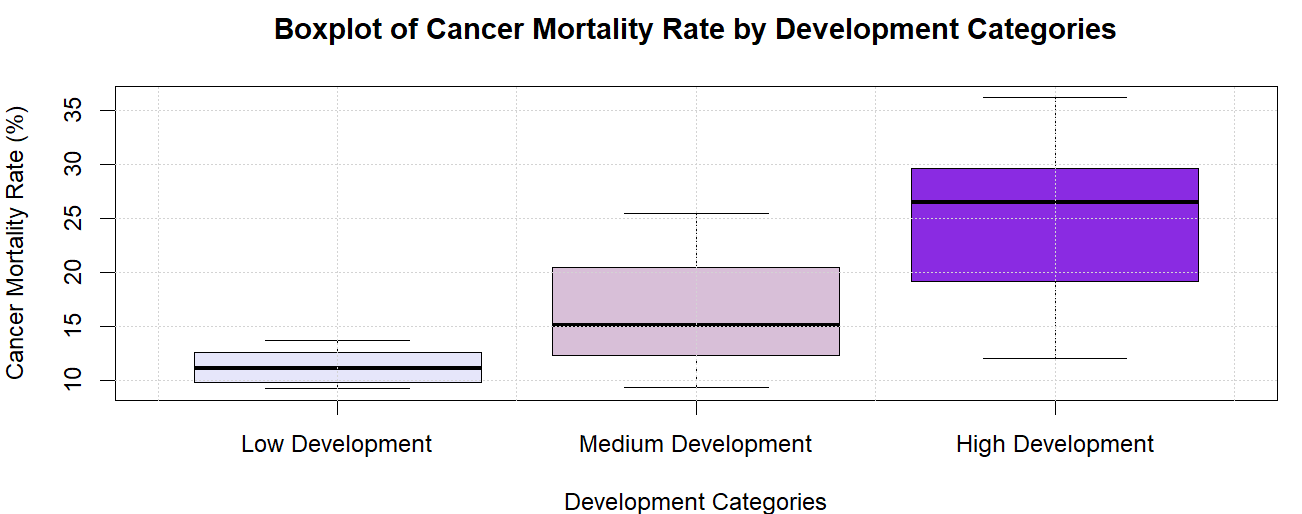 Boxplot of Cancer Mortality Rate by Development Categories
Cancer Mortality Rate (%)
35
30
25
20
15
10
Low Development
Medium Development
High Development
Development Categories